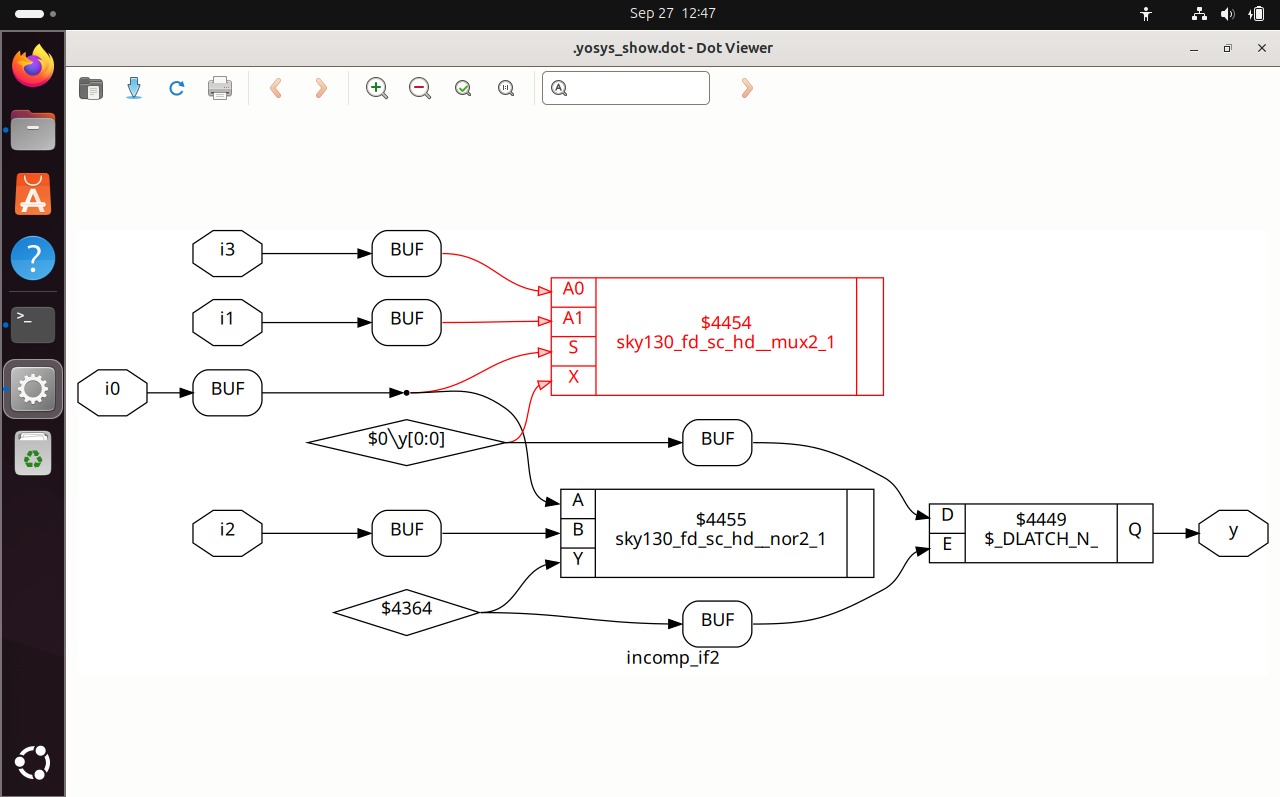 Sep 27 12:47
.yosys_show.dot - Dot Viewer
i3
BUF
A0
A1
S
X
$4454
sky130_fd_sc_hd__mux2_1
i1
BUF
i0
BUF
$0\y[0:0]
BUF
A
B
Y
$4455
sky130_fd_sc_hd__nor2_1
D
E
$4449
$_DLATCH_N_
Q
y
i2
BUF
$4364
BUF
incomp_if2